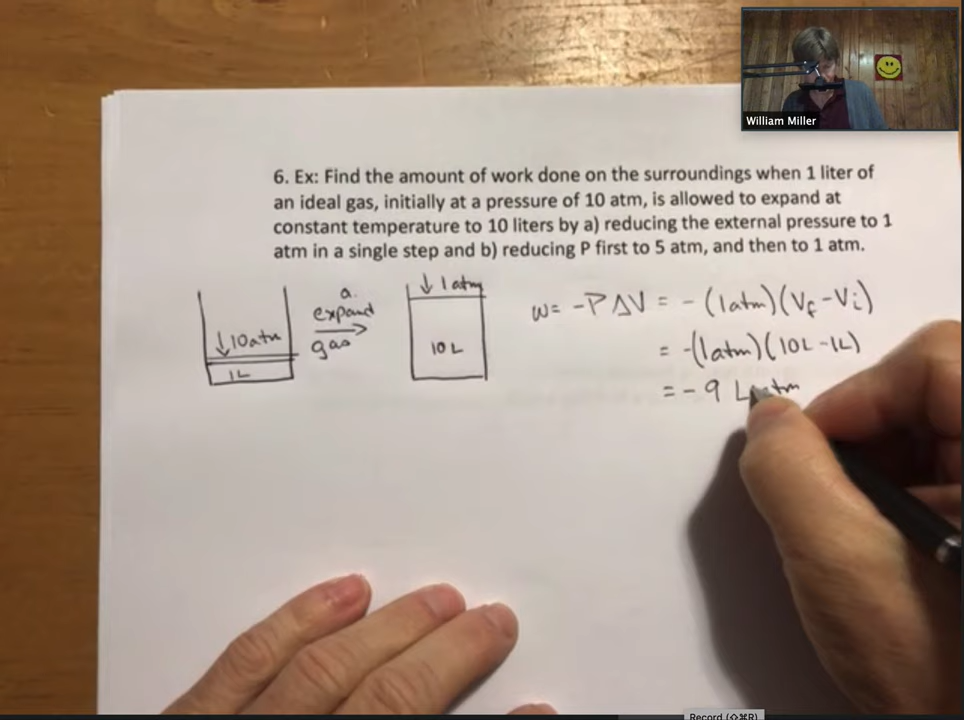 William Miller
6. Ex: Find the amount of work done on the surroundings when 1 liter of
an ideal gas, initially at a pressure of 10 atm, is allowed to expand at
constant temperature to 10 liters by a) reducing the external pressure to 1
atm in a single step and b) reducing P first to 5 atm, and then to 1 atm.
↓10atm
1L
a.
expand
→
gas
↓ 1atm
10 L
w = -P ΔV = - (1atm)(Vf - Vi)
= -(1atm)(10L - 1L)
= - 9 L
Record (⇧⌘R)